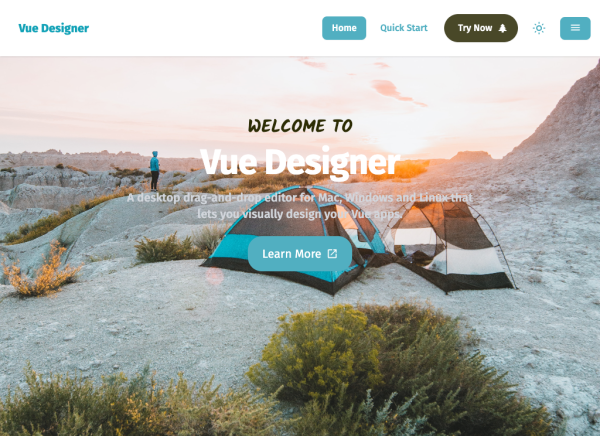 Vue Designer
Home
Quick Start
Try Now
WELCOME TO
Vue Designer
A desktop drag-and-drop editor for Mac, Windows and Linux that
lets you visually design your Vue apps.
Learn More